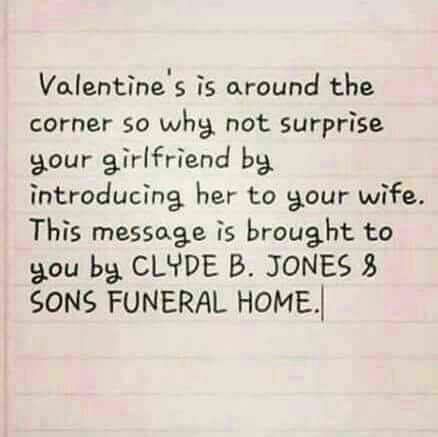 Valentine's is around the
corner so why not surprise
your girlfriend by
introducing her to your wife.
This message is brought to
you by CLYDE B. JONES &
SONS FUNERAL HOME.